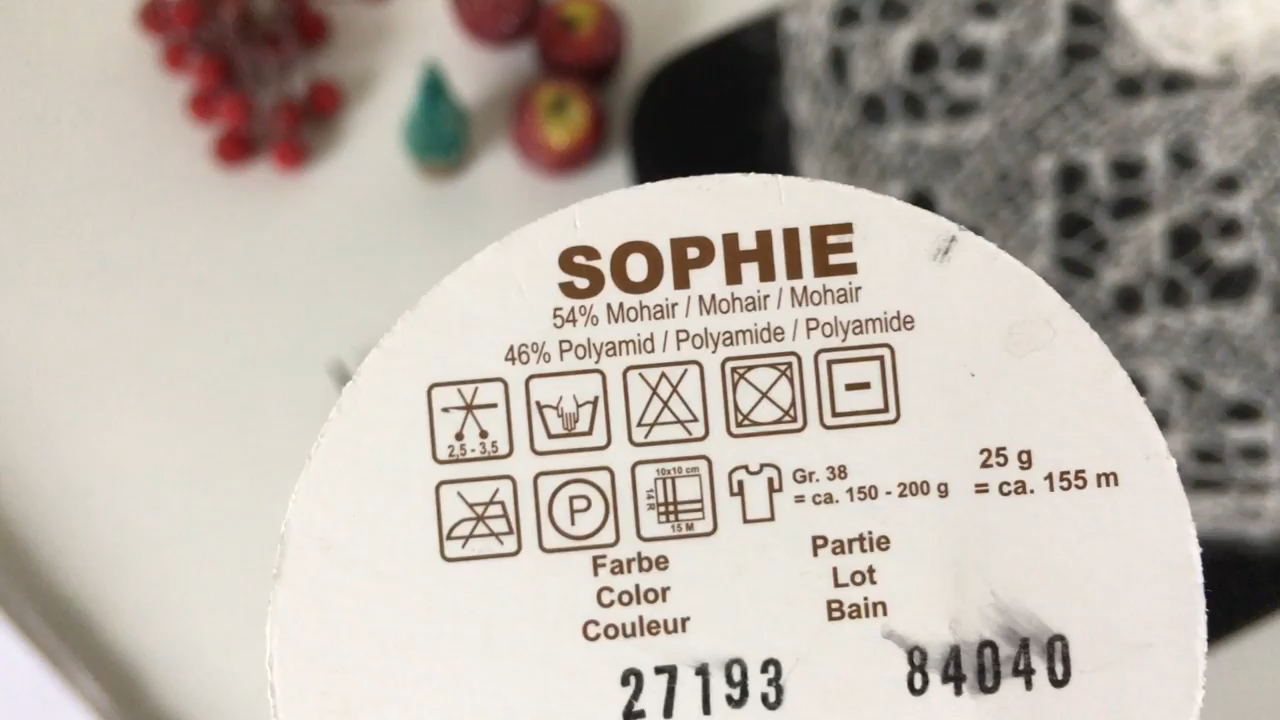 SOPHIE
54% Mohair / Mohair / Mohair
46% Polyamid / Polyamide / Polyamide
2,5 - 3,5
10x10 cm
14 R
15 M
P
Gr. 38
= ca. 150 - 200 g
25 g
= ca. 155 m
Farbe
Color
Couleur
27193
Partie
Lot
Bain
84040